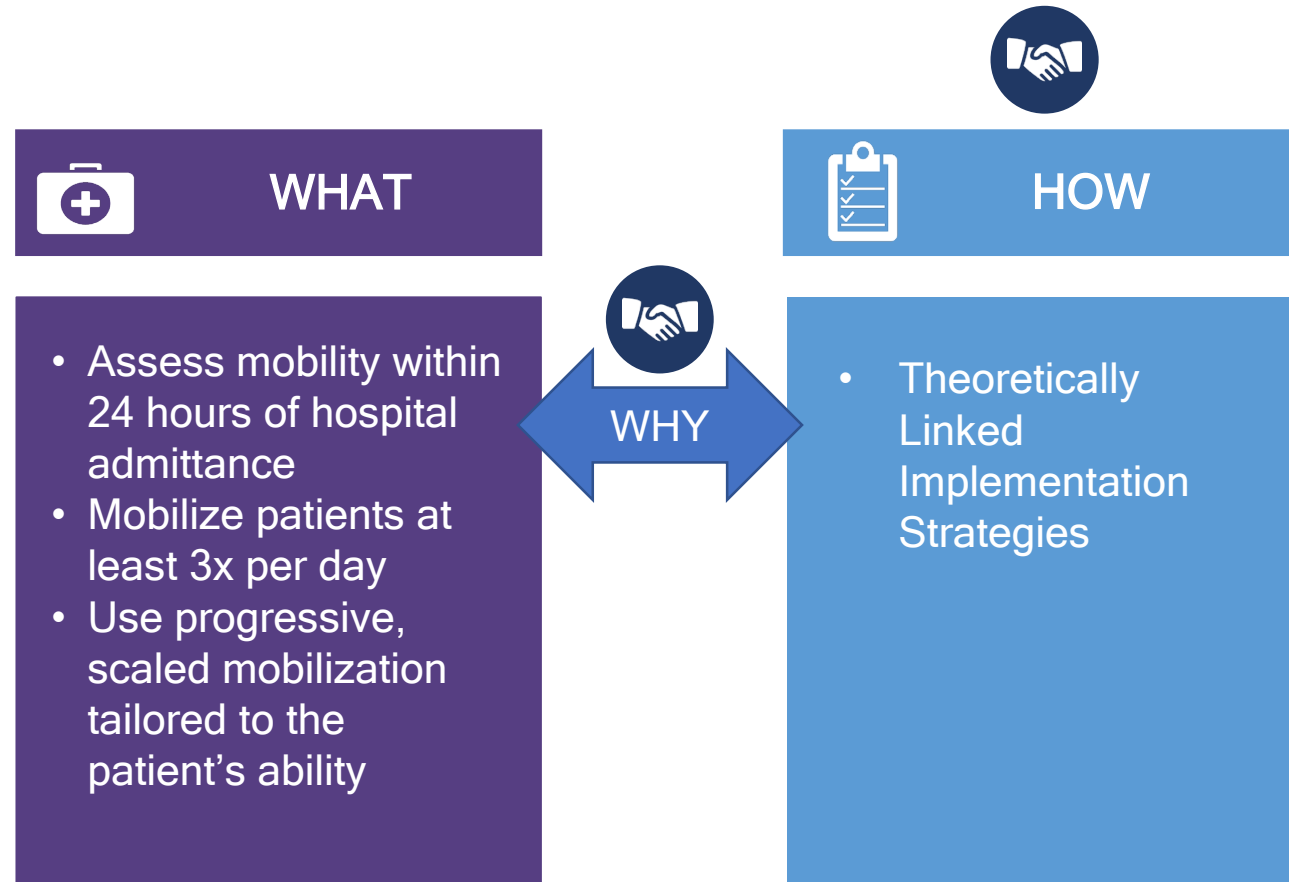 WHAT
HOW
• Assess mobility within
24 hours of hospital
admittance
• Mobilize patients at
least 3x per day
• Use progressive,
scaled mobilization
tailored to the
patient’s ability
WHY
• Theoretically
Linked
Implementation
Strategies